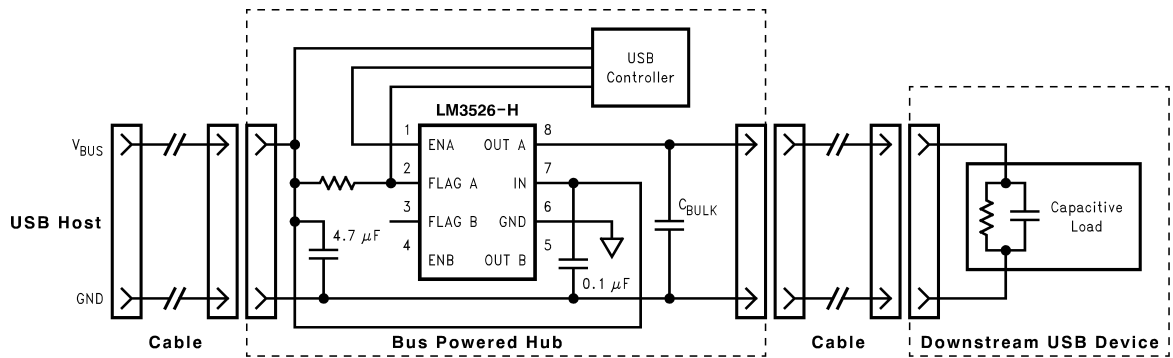 USB
Controller
LM3526-H
1
8
VBUS
ENA
OUT A
2
7
FLAG A
IN
3
6
USB Host
FLAG B
GND
CBULK
Capacitive
Load
4.7 µF
4
5
ENB
OUT B
0.1 µF
GND
Cable
Bus Powered Hub
Cable
Downstream USB Device